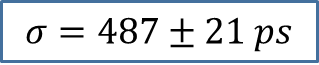 σ = 487 ± 21 ps